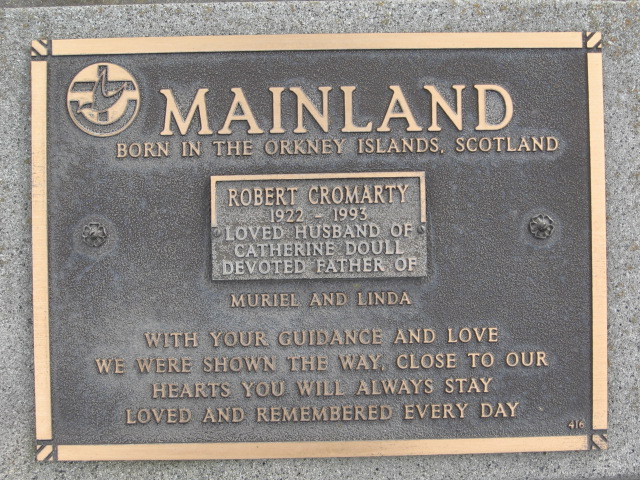 MAINLAND
BORN IN THE ORKNEY ISLANDS, SCOTLAND
ROBERT CROMARTY
1922 - 1993
LOVED HUSBAND OF
CATHERINE DOULL
DEVOTED FATHER OF
MURIEL AND LINDA
WITH YOUR GUIDANCE AND LOVE
WE WERE SHOWN THE WAY, CLOSE TO OUR
HEARTS YOU WILL ALWAYS STAY
LOVED AND REMEMBERED EVERY DAY
416